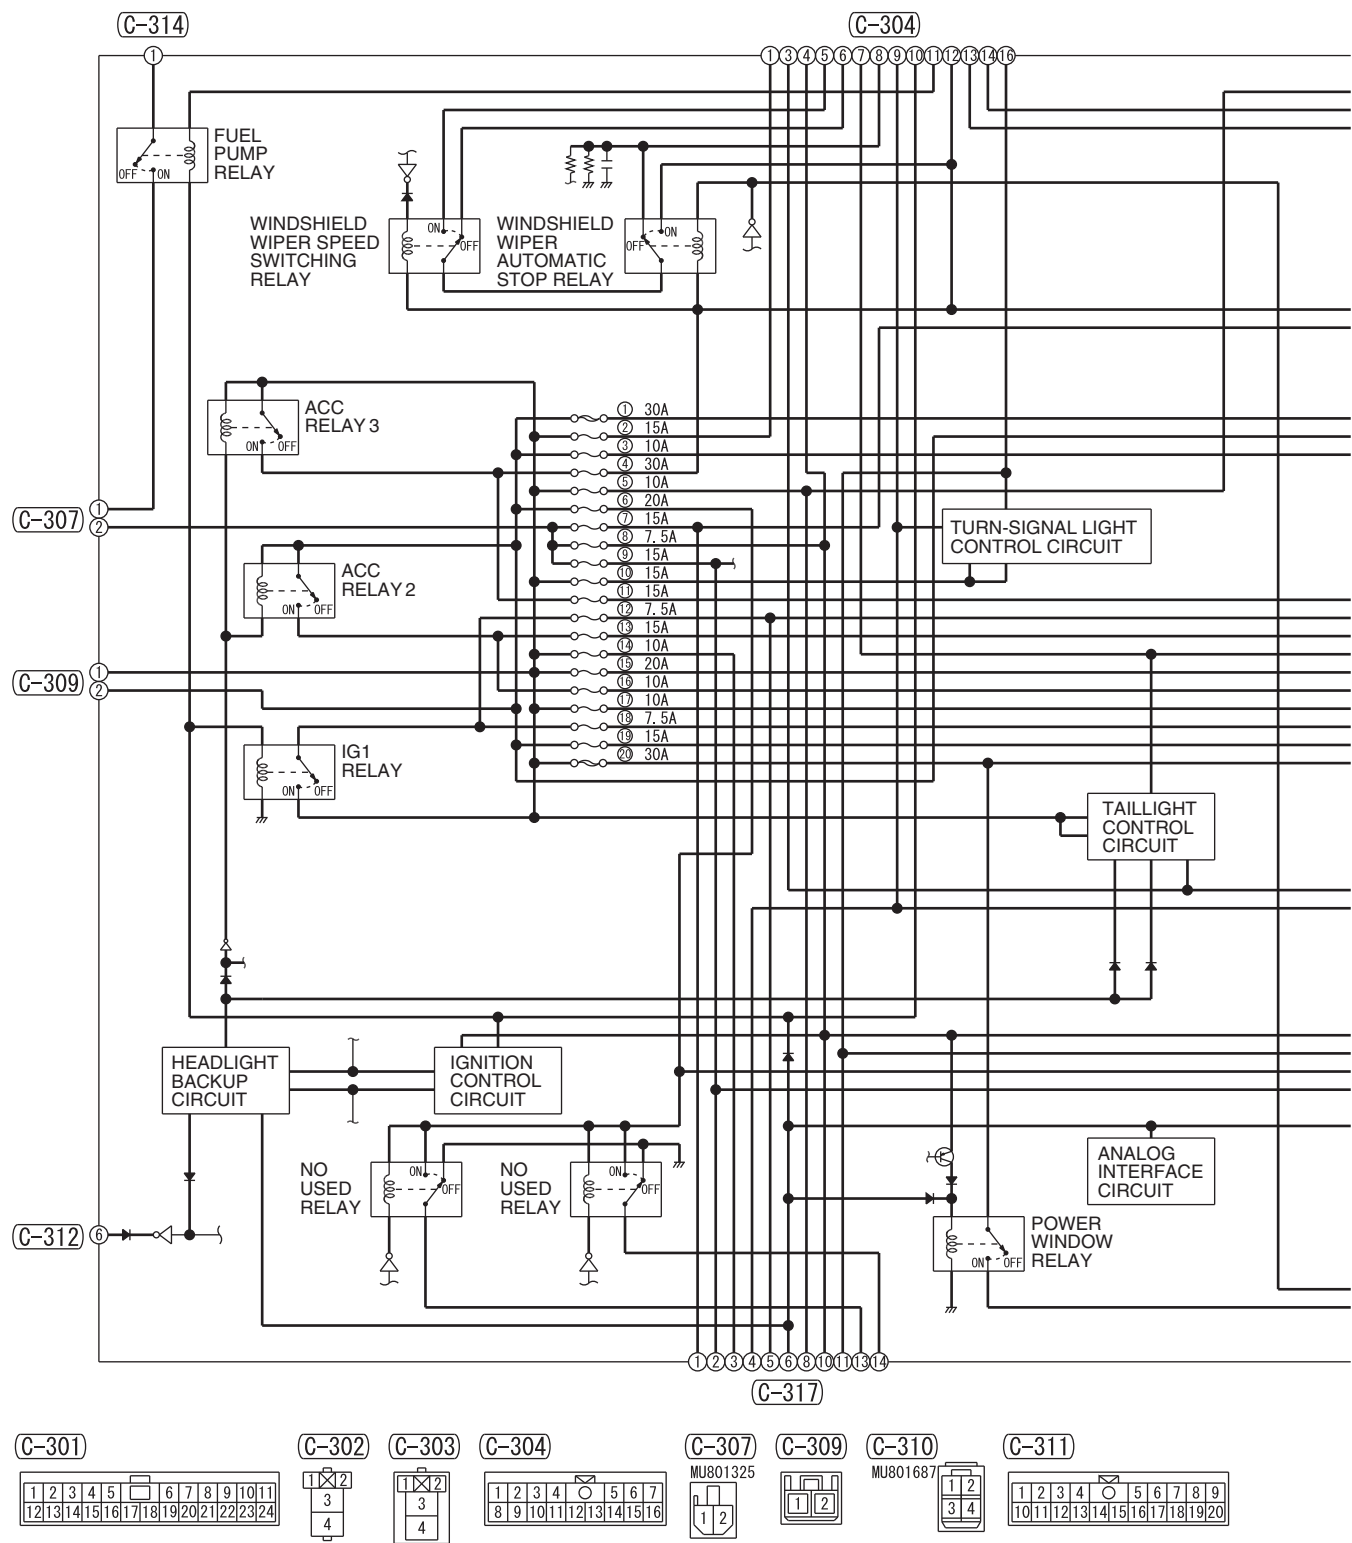 C-314
C-304
1
1 3 4 5 6 7 8 9 10 11 12 13 14 16
FUEL
PUMP
RELAY
OFF ON
WINDSHIELD
WIPER SPEED
SWITCHING
RELAY
ON
OFF
WINDSHIELD
WIPER
AUTOMATIC
STOP RELAY
ON
OFF
ACC
RELAY 3
ON OFF
1 30A
2 15A
3 10A
4 30A
5 10A
6 20A
7 15A
8 7.5A
9 15A
10 15A
11 15A
12 7.5A
13 15A
14 10A
15 20A
16 10A
17 10A
18 7.5A
19 15A
20 30A
C-307
1
2
TURN-SIGNAL LIGHT
CONTROL CIRCUIT
ACC
RELAY 2
ON OFF
C-309
1
2
IG1
RELAY
ON OFF
TAILLIGHT
CONTROL
CIRCUIT
HEADLIGHT
BACKUP
CIRCUIT
IGNITION
CONTROL
CIRCUIT
NO
USED
RELAY
ON
OFF
NO
USED
RELAY
ON
OFF
ANALOG
INTERFACE
CIRCUIT
C-312
6
POWER
WINDOW
RELAY
ON OFF
1 2 3 4 5 6 8 10 11 13 14
C-317
C-301
1 2 3 4 5 6 7 8 9 10 11
12 13 14 15 16 17 18 19 20 21 22 23 24
C-302
1 2
3
4
C-303
1 2
3
4
C-304
1 2 3 4 5 6 7
8 9 10 11 12 13 14 15 16
C-307
MU801325
1 2
C-309
1 2
C-310
MU801687
1 2
3 4
C-311
1 2 3 4 5 6 7 8 9
10 11 12 13 14 15 16 17 18 19 20